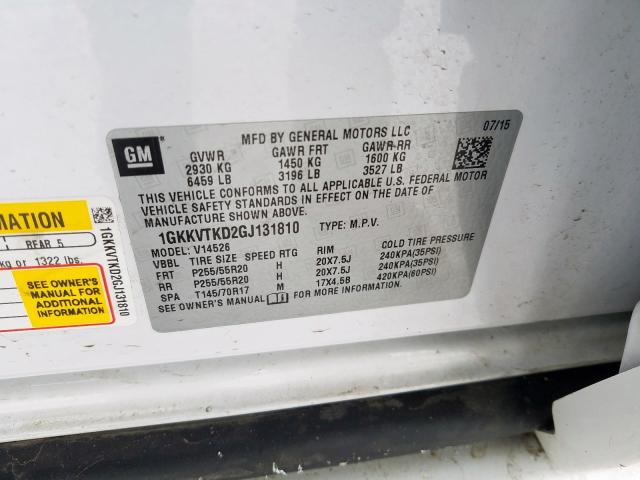 MFD BY GENERAL MOTORS LLC
07/15
GM
GVWR GAWR FRT GAWR RR
2930 KG 1450 KG 1600 KG
6459 LB 3196 LB 3527 LB
THIS VEHICLE CONFORMS TO ALL APPLICABLE U.S. FEDERAL MOTOR
VEHICLE SAFETY STANDARDS IN EFFECT ON THE DATE OF
MANUFACTURE SHOWN ABOVE.
1GKKVTKD2GJ131810 TYPE: M.P.V.
MODEL: V14526
VBBL TIRE SIZE SPEED RTG RIM COLD TIRE PRESSURE
FRT P255/55R20 H 20X7.5J 240KPA(35PSI)
RR P255/55R20 H 20X7.5J 240KPA(35PSI)
SPA T145/70R17 M 17X4.5B 420KPA(60PSI)
SEE OWNER'S MANUAL FOR MORE INFORMATION.
RMATION
REAR 5
kg or 1322 lbs.
SEE OWNER'S
MANUAL FOR
ADDITIONAL
INFORMATION
1GKKVTKD2GJ131810